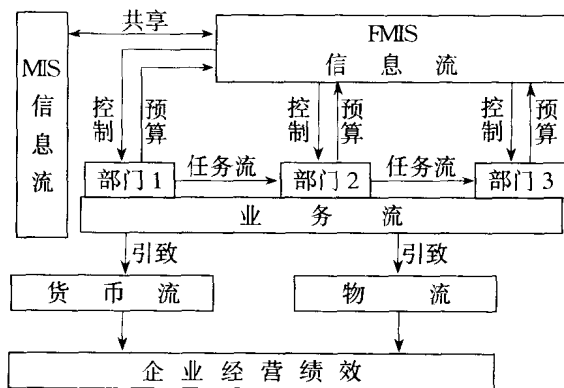 共享
FMIS
信息流
MIS
信息流
控制
预算
控制
预算
控制
预算
部门1
任务流
部门2
任务流
部门3
业务流
引致
引致
货币流
物流
企业经营绩效